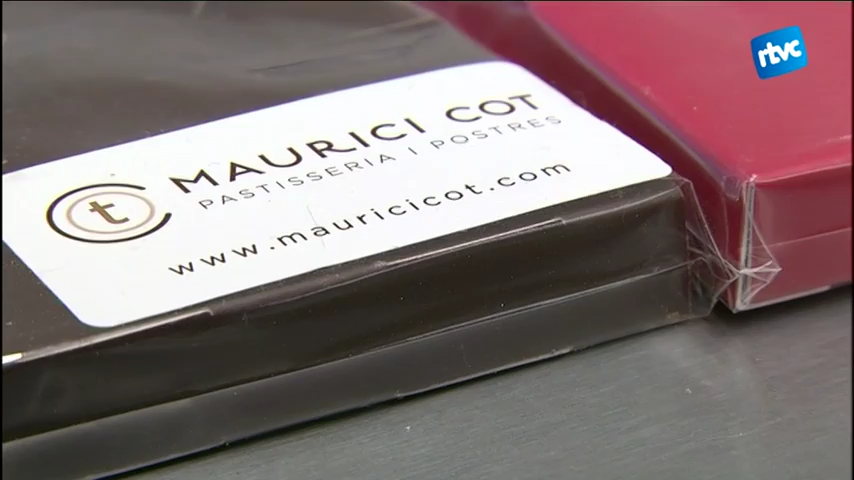 rtvc
t
MAURICI COT
PASTISSERIA I POSTRES
www.mauricicot.com